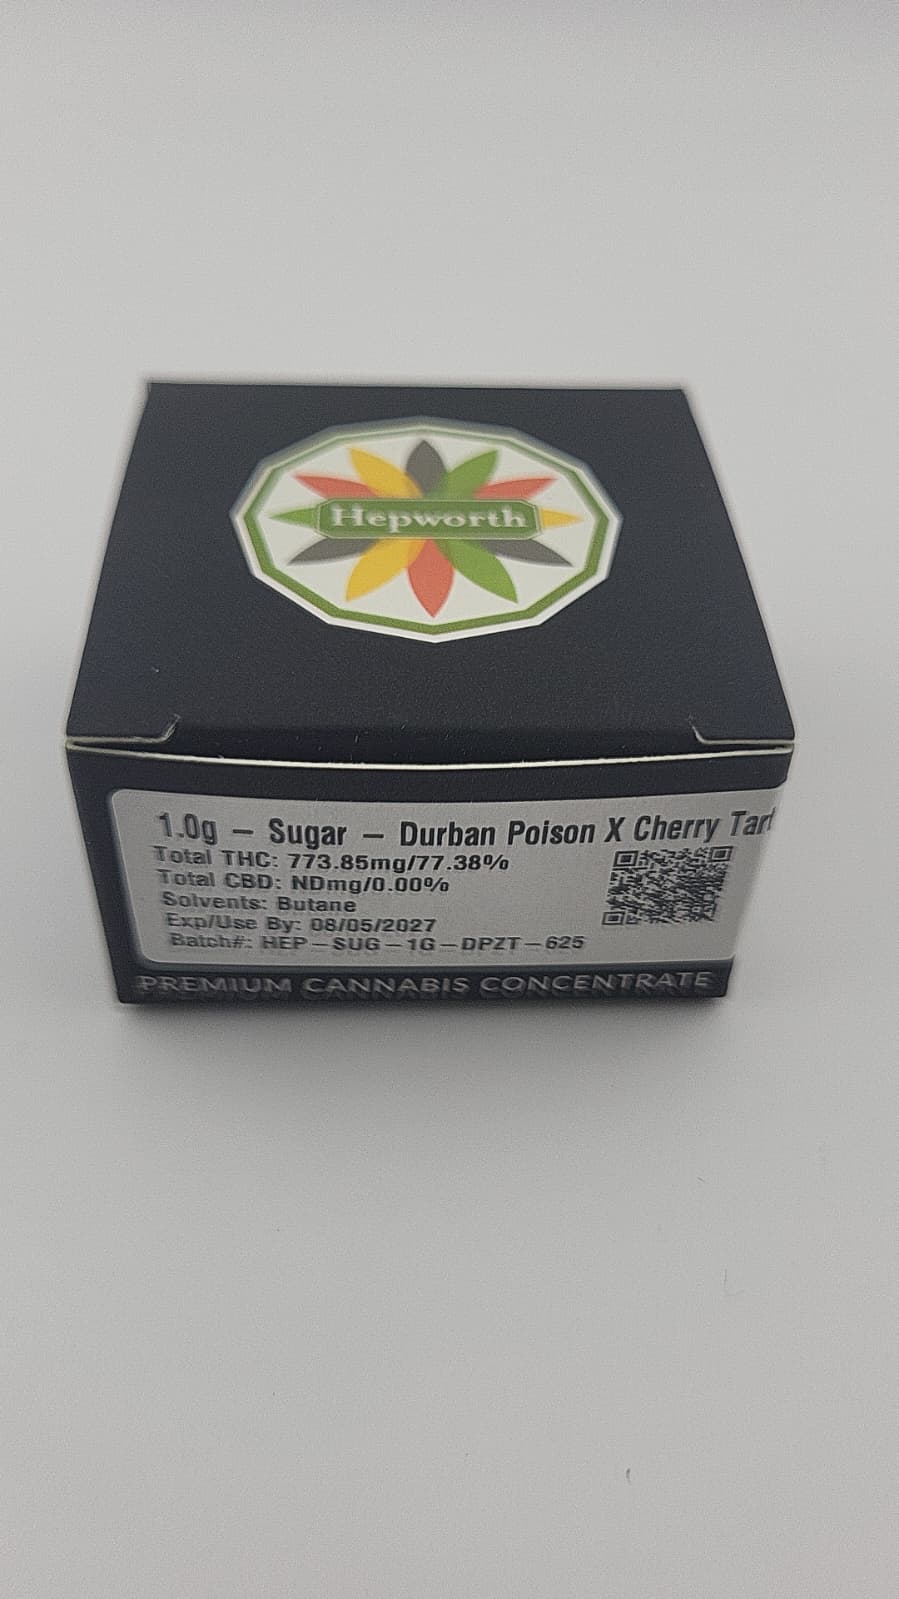 Hepworth
1.0g – Sugar – Durban Poison X Cherry Tart
Total THC: 773.85mg/77.38%
Total CBD: NDmg/0.00%
Solvents: Butane
Exp/Use By: 08/05/2027
Batch#: HEP-SUG-1G-DPZT-625
PREMIUM CANNABIS CONCENTRATE